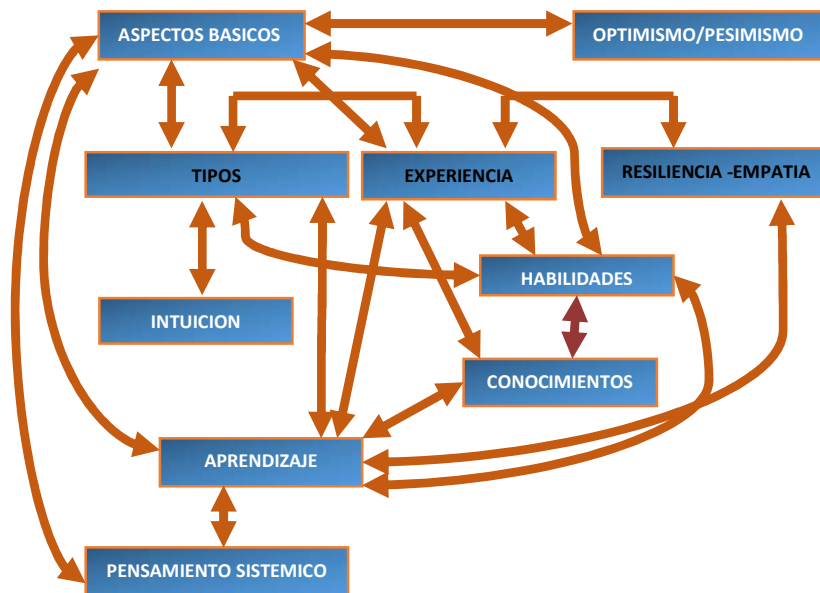 ASPECTOS BASICOS
OPTIMISMO/PESIMISMO
TIPOS
EXPERIENCIA
RESILIENCIA -EMPATIA
HABILIDADES
INTUICION
CONOCIMIENTOS
APRENDIZAJE
PENSAMIENTO SISTEMICO